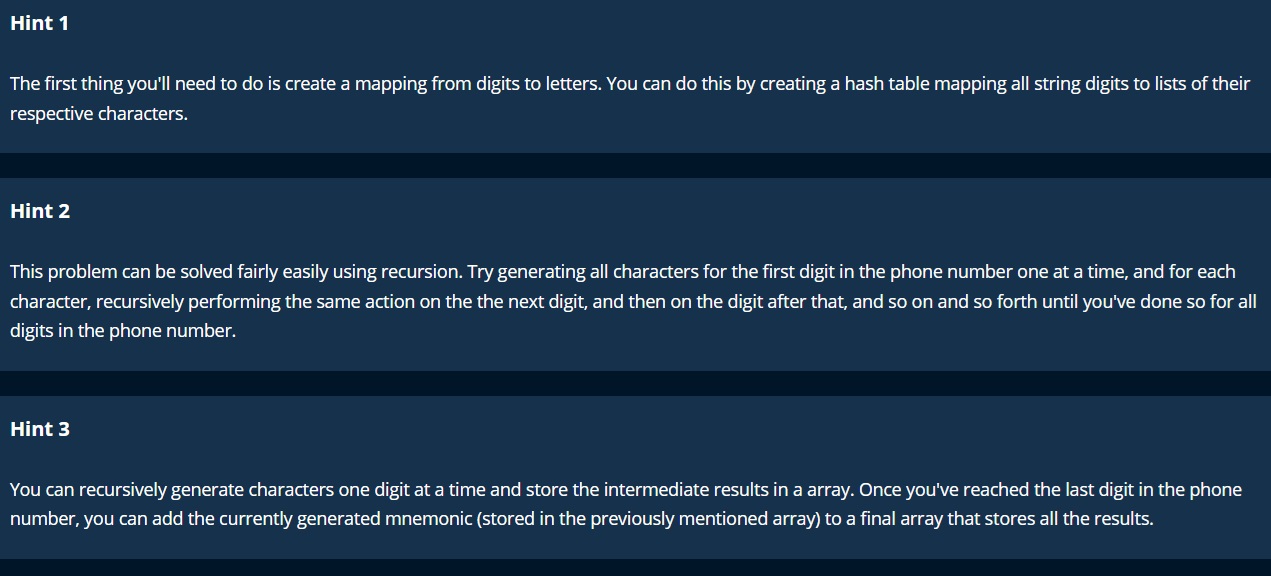 Hint 1
The first thing you'll need to do is create a mapping from digits to letters. You can do this by creating a hash table mapping all string digits to lists of their
respective characters.
Hint 2
This problem can be solved fairly easily using recursion. Try generating all characters for the first digit in the phone number one at a time, and for each
character, recursively performing the same action on the the next digit, and then on the digit after that, and so on and so forth until you've done so for all
digits in the phone number.
Hint 3
You can recursively generate characters one digit at a time and store the intermediate results in a array. Once you've reached the last digit in the phone
number, you can add the currently generated mnemonic (stored in the previously mentioned array) to a final array that stores all the results.